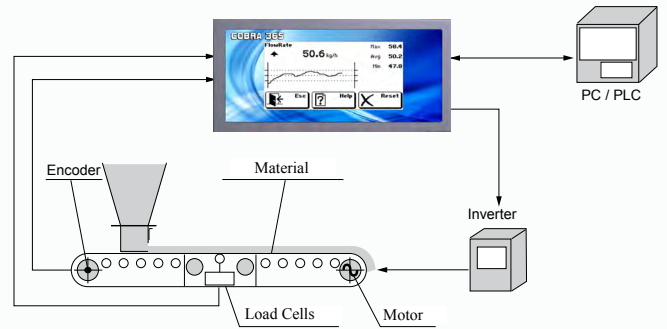 COBRA 365
FlowRate
50.6 kg/h
Max 58.4
Avg 50.2
Min 47.0
Esc
Help
Reset
PC / PLC
Encoder
Material
Inverter
Load Cells
Motor